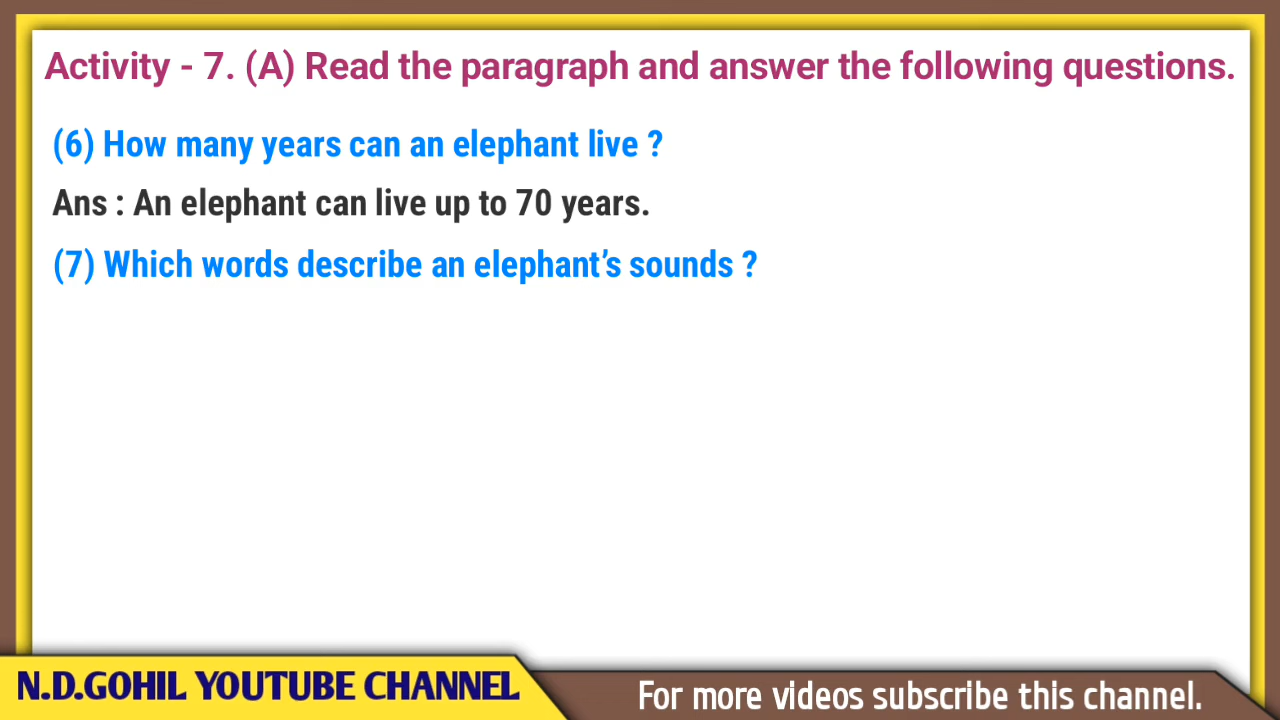 Activity - 7. (A) Read the paragraph and answer the following questions.
(6) How many years can an elephant live ?
Ans : An elephant can live up to 70 years.
(7) Which words describe an elephant’s sounds ?
N.D.GOHIL YOUTUBE CHANNEL
For more videos subscribe this channel.